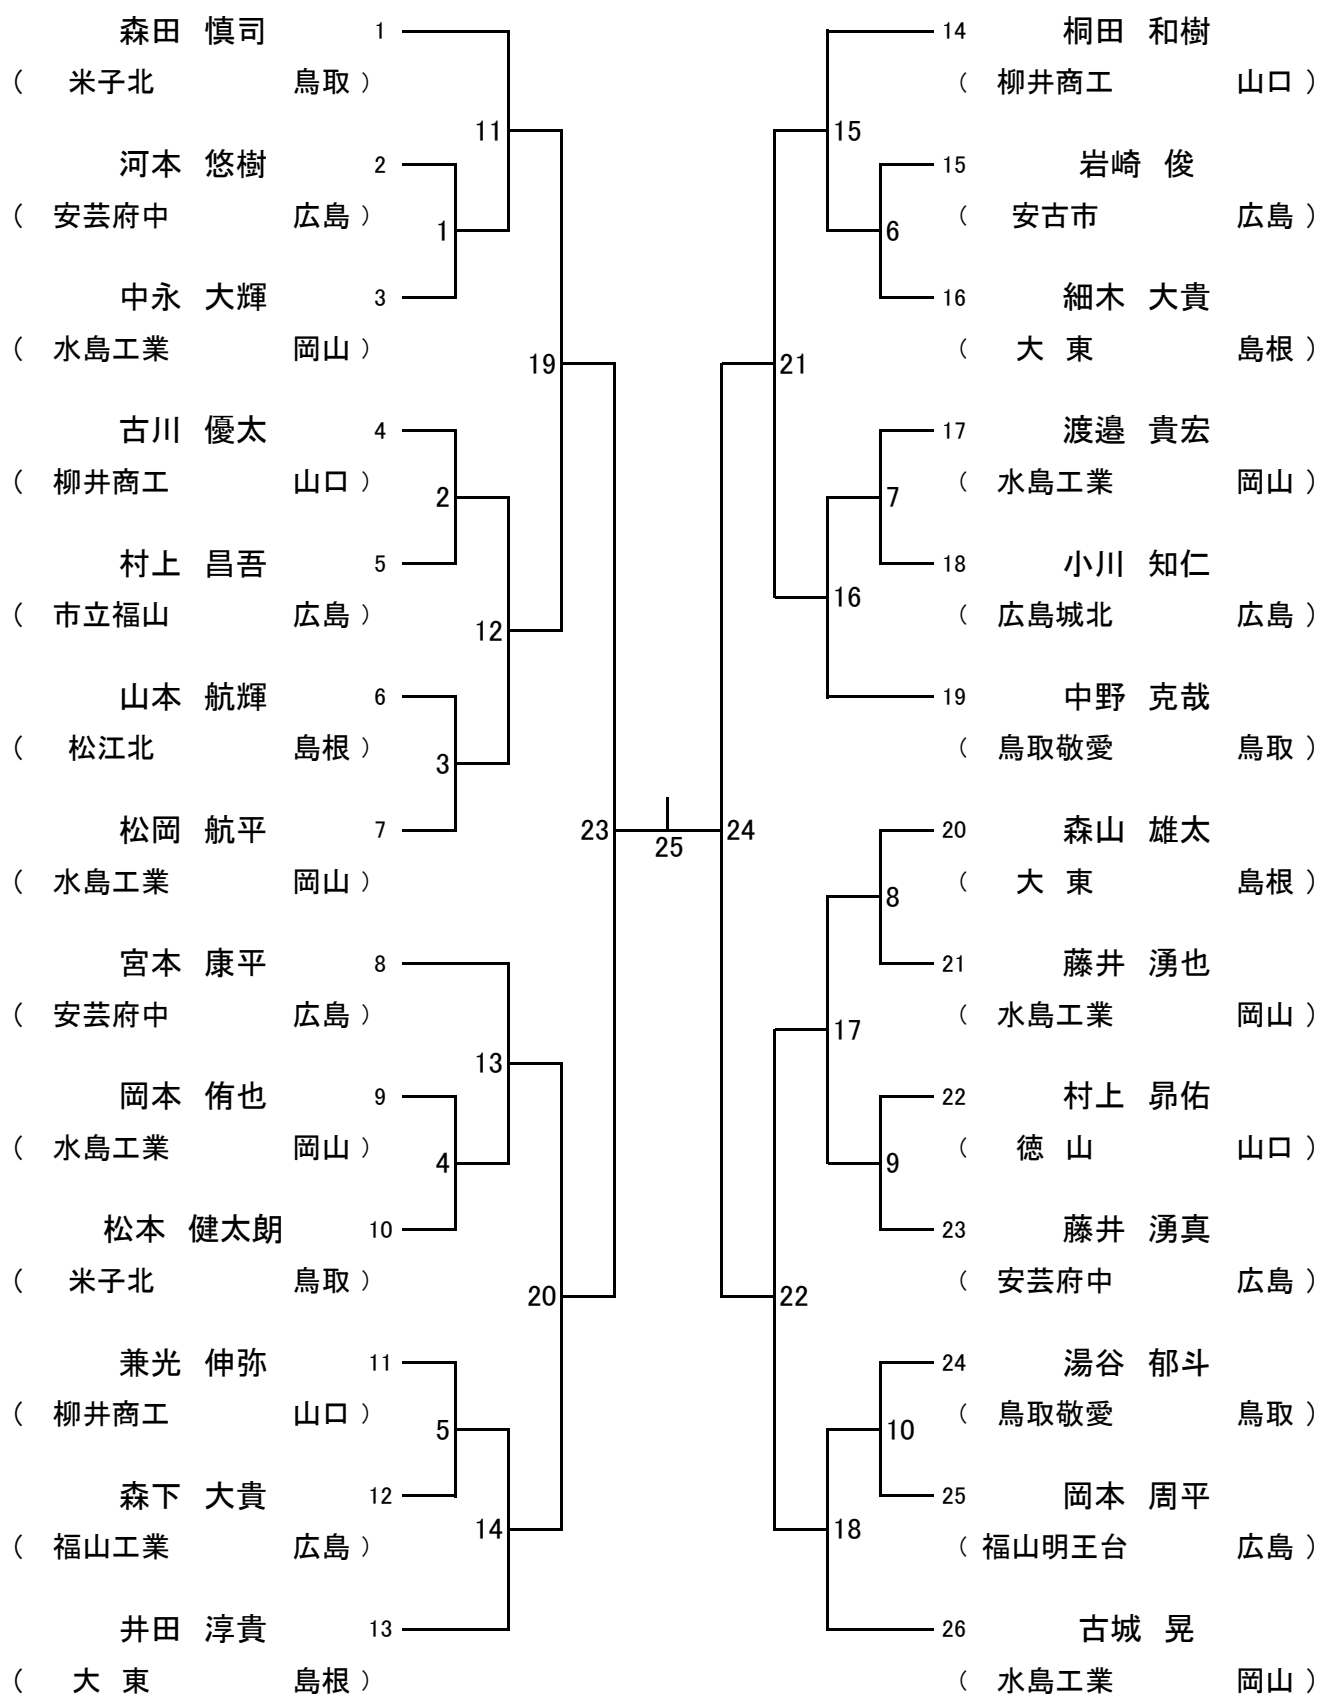 森田 慎司 1
( 米子北 鳥取 )
11
河本 悠樹 2
( 安芸府中 広島 )
1
中永 大輝 3
( 水島工業 岡山 )
19
古川 優太 4
( 柳井商工 山口 )
2
村上 昌吾 5
( 市立福山 広島 )
12
山本 航輝 6
( 松江北 島根 )
3
松岡 航平 7
( 水島工業 岡山 )
23
宮本 康平 8
( 安芸府中 広島 )
13
岡本 侑也 9
( 水島工業 岡山 )
4
松本 健太朗 10
( 米子北 鳥取 )
20
兼光 伸弥 11
( 柳井商工 山口 )
5
森下 大貴 12
( 福山工業 広島 )
14
井田 淳貴 13
( 大 東 島根 )
25
14 桐田 和樹
( 柳井商工 山口 )
15
15 岩崎 俊
( 安古市 広島 )
6
16 細木 大貴
( 大 東 島根 )
21
17 渡邉 貴宏
( 水島工業 岡山 )
7
18 小川 知仁
( 広島城北 広島 )
16
19 中野 克哉
( 鳥取敬愛 鳥取 )
24
20 森山 雄太
( 大 東 島根 )
8
21 藤井 湧也
( 水島工業 岡山 )
17
22 村上 昴佑
( 徳 山 山口 )
9
23 藤井 湧真
( 安芸府中 広島 )
22
24 湯谷 郁斗
( 鳥取敬愛 鳥取 )
10
25 岡本 周平
( 福山明王台 広島 )
18
26 古城 晃
( 水島工業 岡山 )